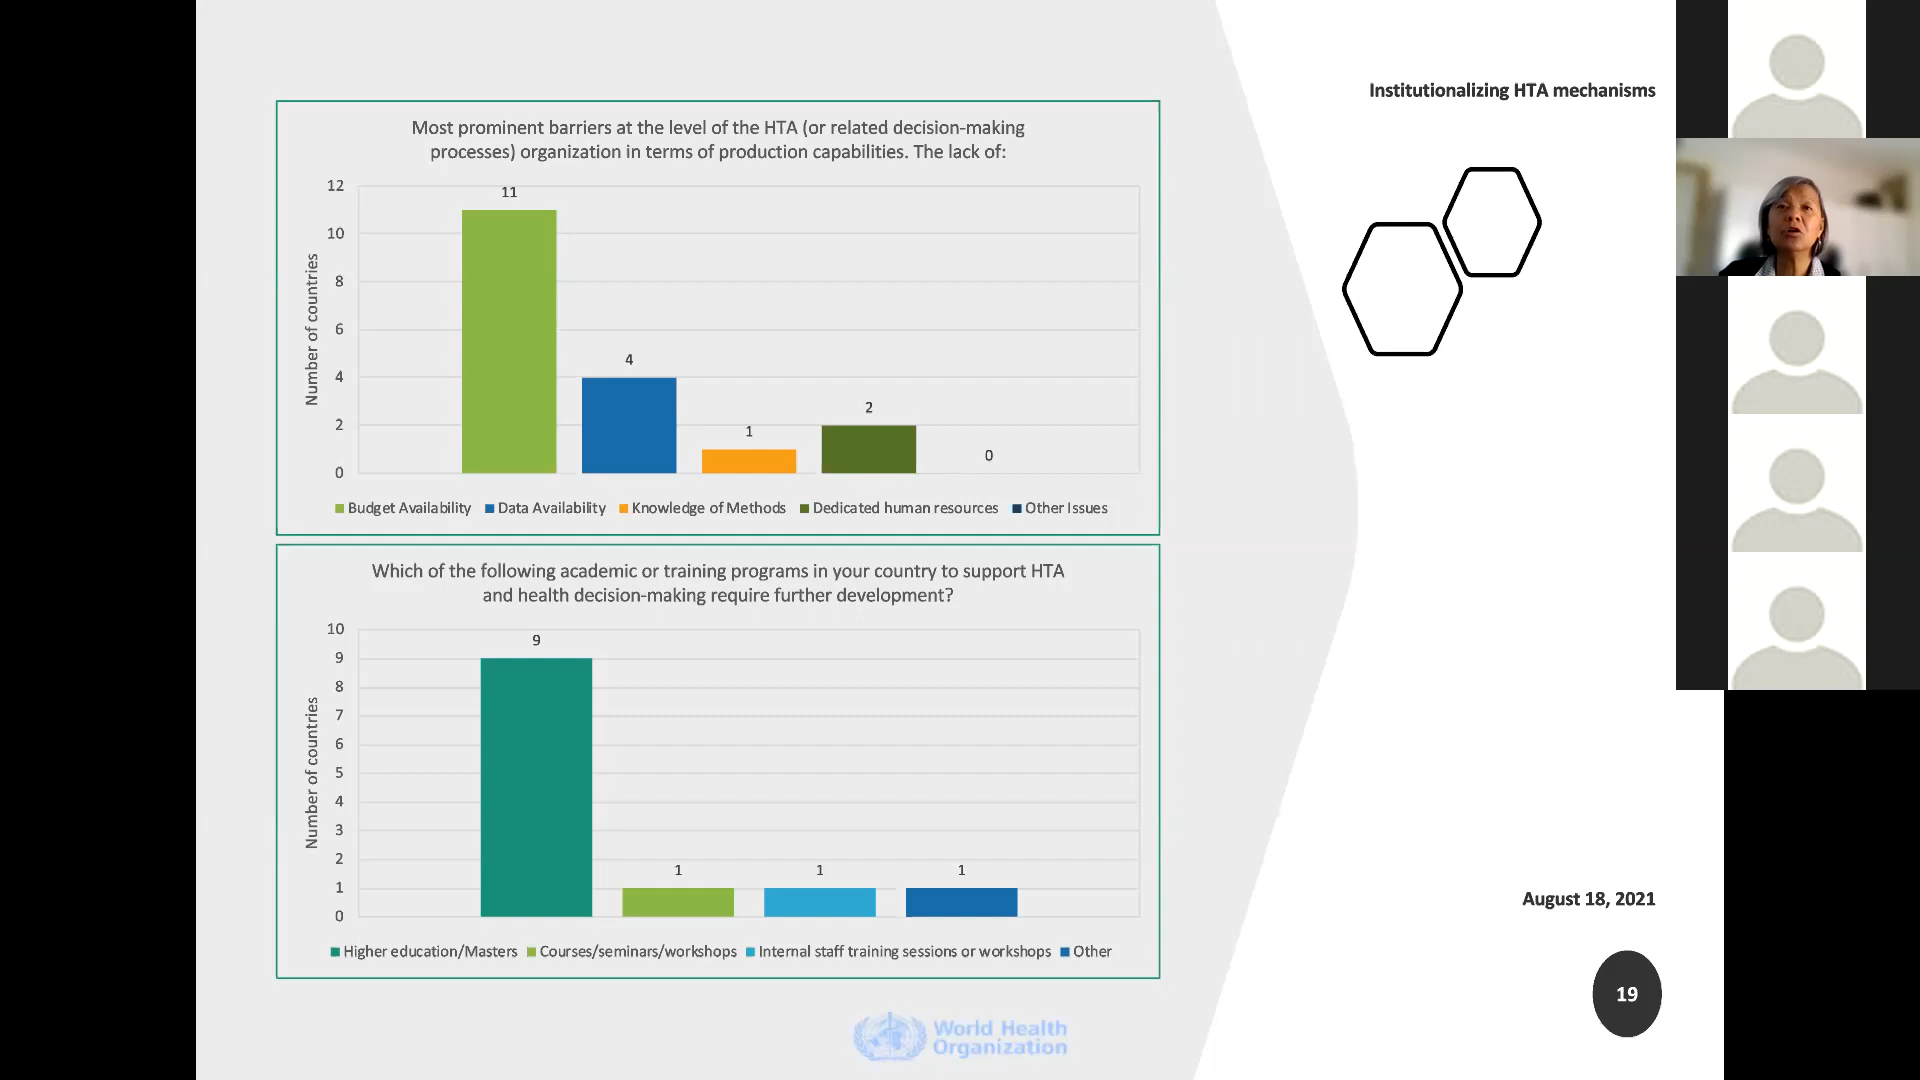 Institutionalizing HTA mechanisms
Most prominent barriers at the level of the HTA (or related decision-making
processes) organization in terms of production capabilities. The lack of:
Number of countries
12
10
8
6
4
2
0
11
4
1
2
0
Budget Availability Data Availability Knowledge of Methods Dedicated human resources Other Issues
Which of the following academic or training programs in your country to support HTA
and health decision-making require further development?
Number of countries
10
9
8
7
6
5
4
3
2
1
0
9
1
1
1
Higher education/Masters Courses/seminars/workshops Internal staff training sessions or workshops Other
August 18, 2021
19
World Health
Organization